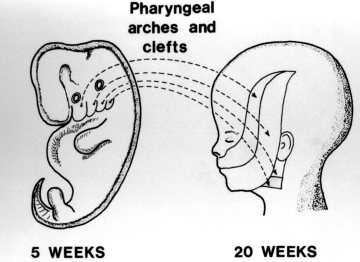 Pharyngeal
arches and
clefts
5 WEEKS
20 WEEKS